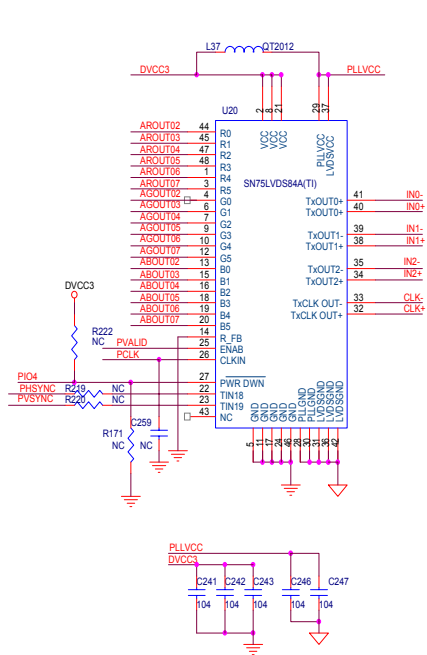 L37 QT2012
DVCC3 PLLVCC
2 8 21 29 37
U20
VCC VCC VCC PLLVCC LVDSVCC
SN75LVDS84A(TI)
AROUT02 44 R0
AROUT03 45 R1
AROUT04 47 R2
AROUT05 48 R3
AROUT06 1 R4
AROUT07 3 R5
AGOUT02 4 G0
AGOUT03 6 G1
AGOUT04 7 G2
AGOUT05 9 G3
AGOUT06 10 G4
AGOUT07 12 G5
ABOUT02 13 B0
ABOUT03 15 B1
ABOUT04 16 B2
ABOUT05 18 B3
ABOUT06 19 B4
ABOUT07 20 B5
14 R_FB
PVALID 25 ENAB
PCLK 26 CLKIN
PIO4 27 PWR DWN
PHSYNC R219 NC 22 TIN18
PVSYNC R220 NC 23 TIN19
43 NC
TxOUT0+ 41 IN0-
TxOUT0+ 40 IN0+
TxOUT1- 39 IN1-
TxOUT1+ 38 IN1+
TxOUT2- 35 IN2-
TxOUT2+ 34 IN2+
TxCLK OUT- 33 CLK-
TxCLK OUT+ 32 CLK+
DVCC3
R222
NC
C259
R171
NC NC
GND GND GND GND GND PLLGND PLLGND LVDSGND LVDSGND LVDSGND
5 11 17 24 46 28 30 31 36 42
PLLVCC
DVCC3
C241 C242 C243 C246 C247
104 104 104 104 104